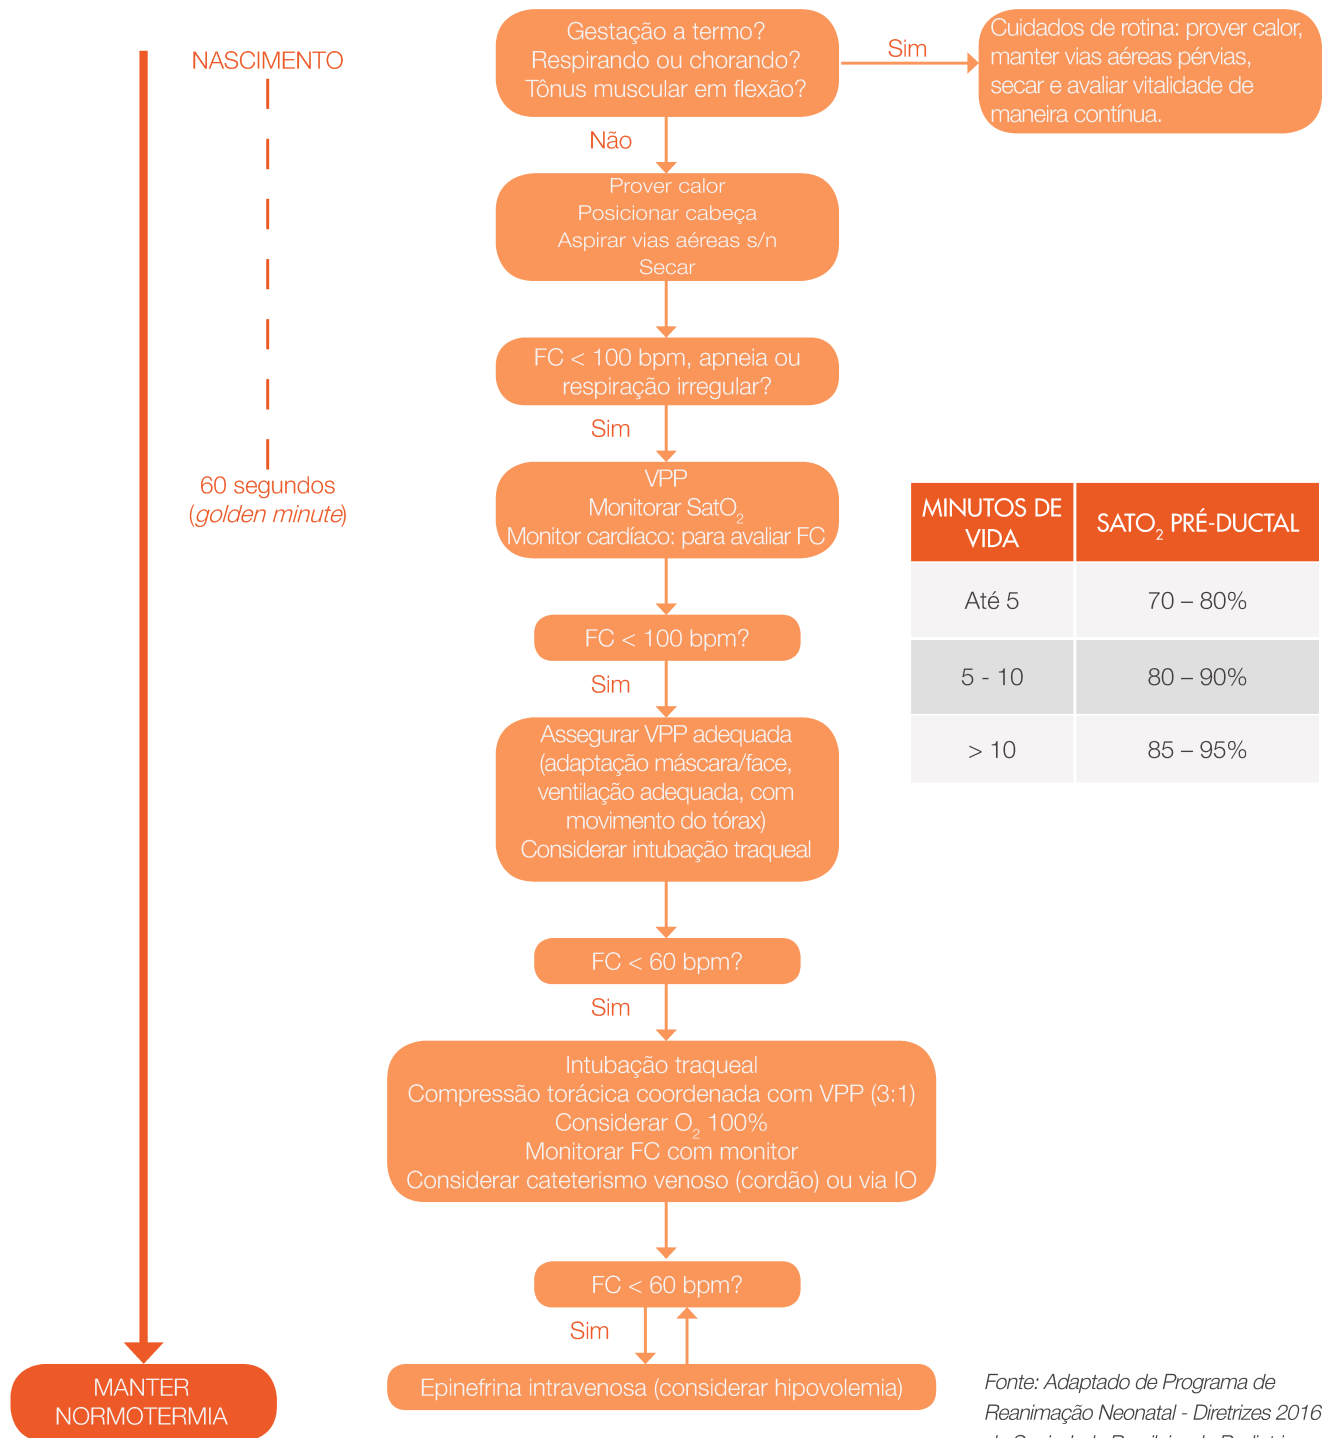 NASCIMENTO
60 segundos
(golden minute)
MANTER
NORMOTERMIA
Gestação a termo?
Respirando ou chorando?
Tônus muscular em flexão?
Sim
Cuidados de rotina: prover calor,
manter vias aéreas pérvias,
secar e avaliar vitalidade de
maneira contínua.
Não
Prover calor
Posicionar cabeça
Aspirar vias aéreas s/n
Secar
FC < 100 bpm, apneia ou
respiração irregular?
Sim
VPP
Monitorar SatO₂
Monitor cardíaco: para avaliar FC
FC < 100 bpm?
Sim
Assegurar VPP adequada
(adaptação máscara/face,
ventilação adequada, com
movimento do tórax)
Considerar intubação traqueal
FC < 60 bpm?
Sim
Intubação traqueal
Compressão torácica coordenada com VPP (3:1)
Considerar O₂ 100%
Monitorar FC com monitor
Considerar cateterismo venoso (cordão) ou via IO
FC < 60 bpm?
Sim
Epinefrina intravenosa (considerar hipovolemia)
MINUTOS DE VIDA SATO₂ PRÉ-DUCTAL
Até 5 70 – 80%
5 - 10 80 – 90%
> 10 85 – 95%
Fonte: Adaptado de Programa de
Reanimação Neonatal - Diretrizes 2016